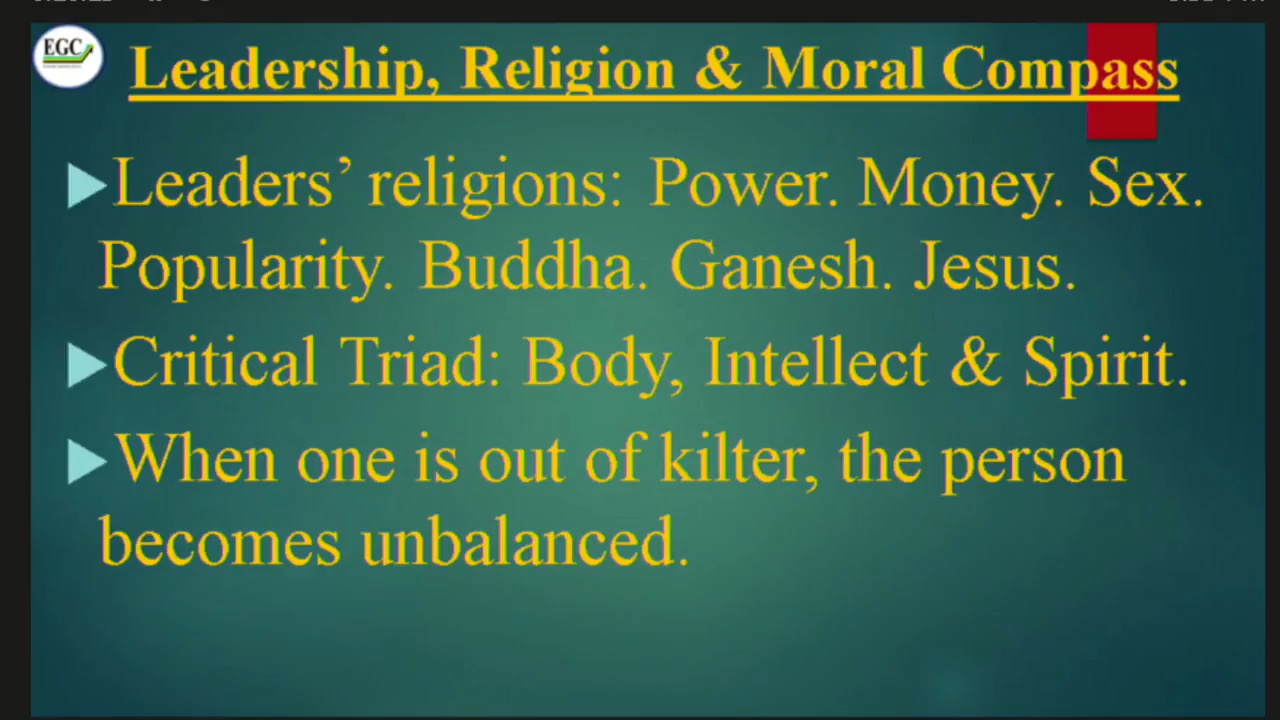 EGC
Leadership, Religion & Moral Compass
Leaders’ religions: Power. Money. Sex.
Popularity. Buddha. Ganesh. Jesus.
Critical Triad: Body, Intellect & Spirit.
When one is out of kilter, the person
becomes unbalanced.